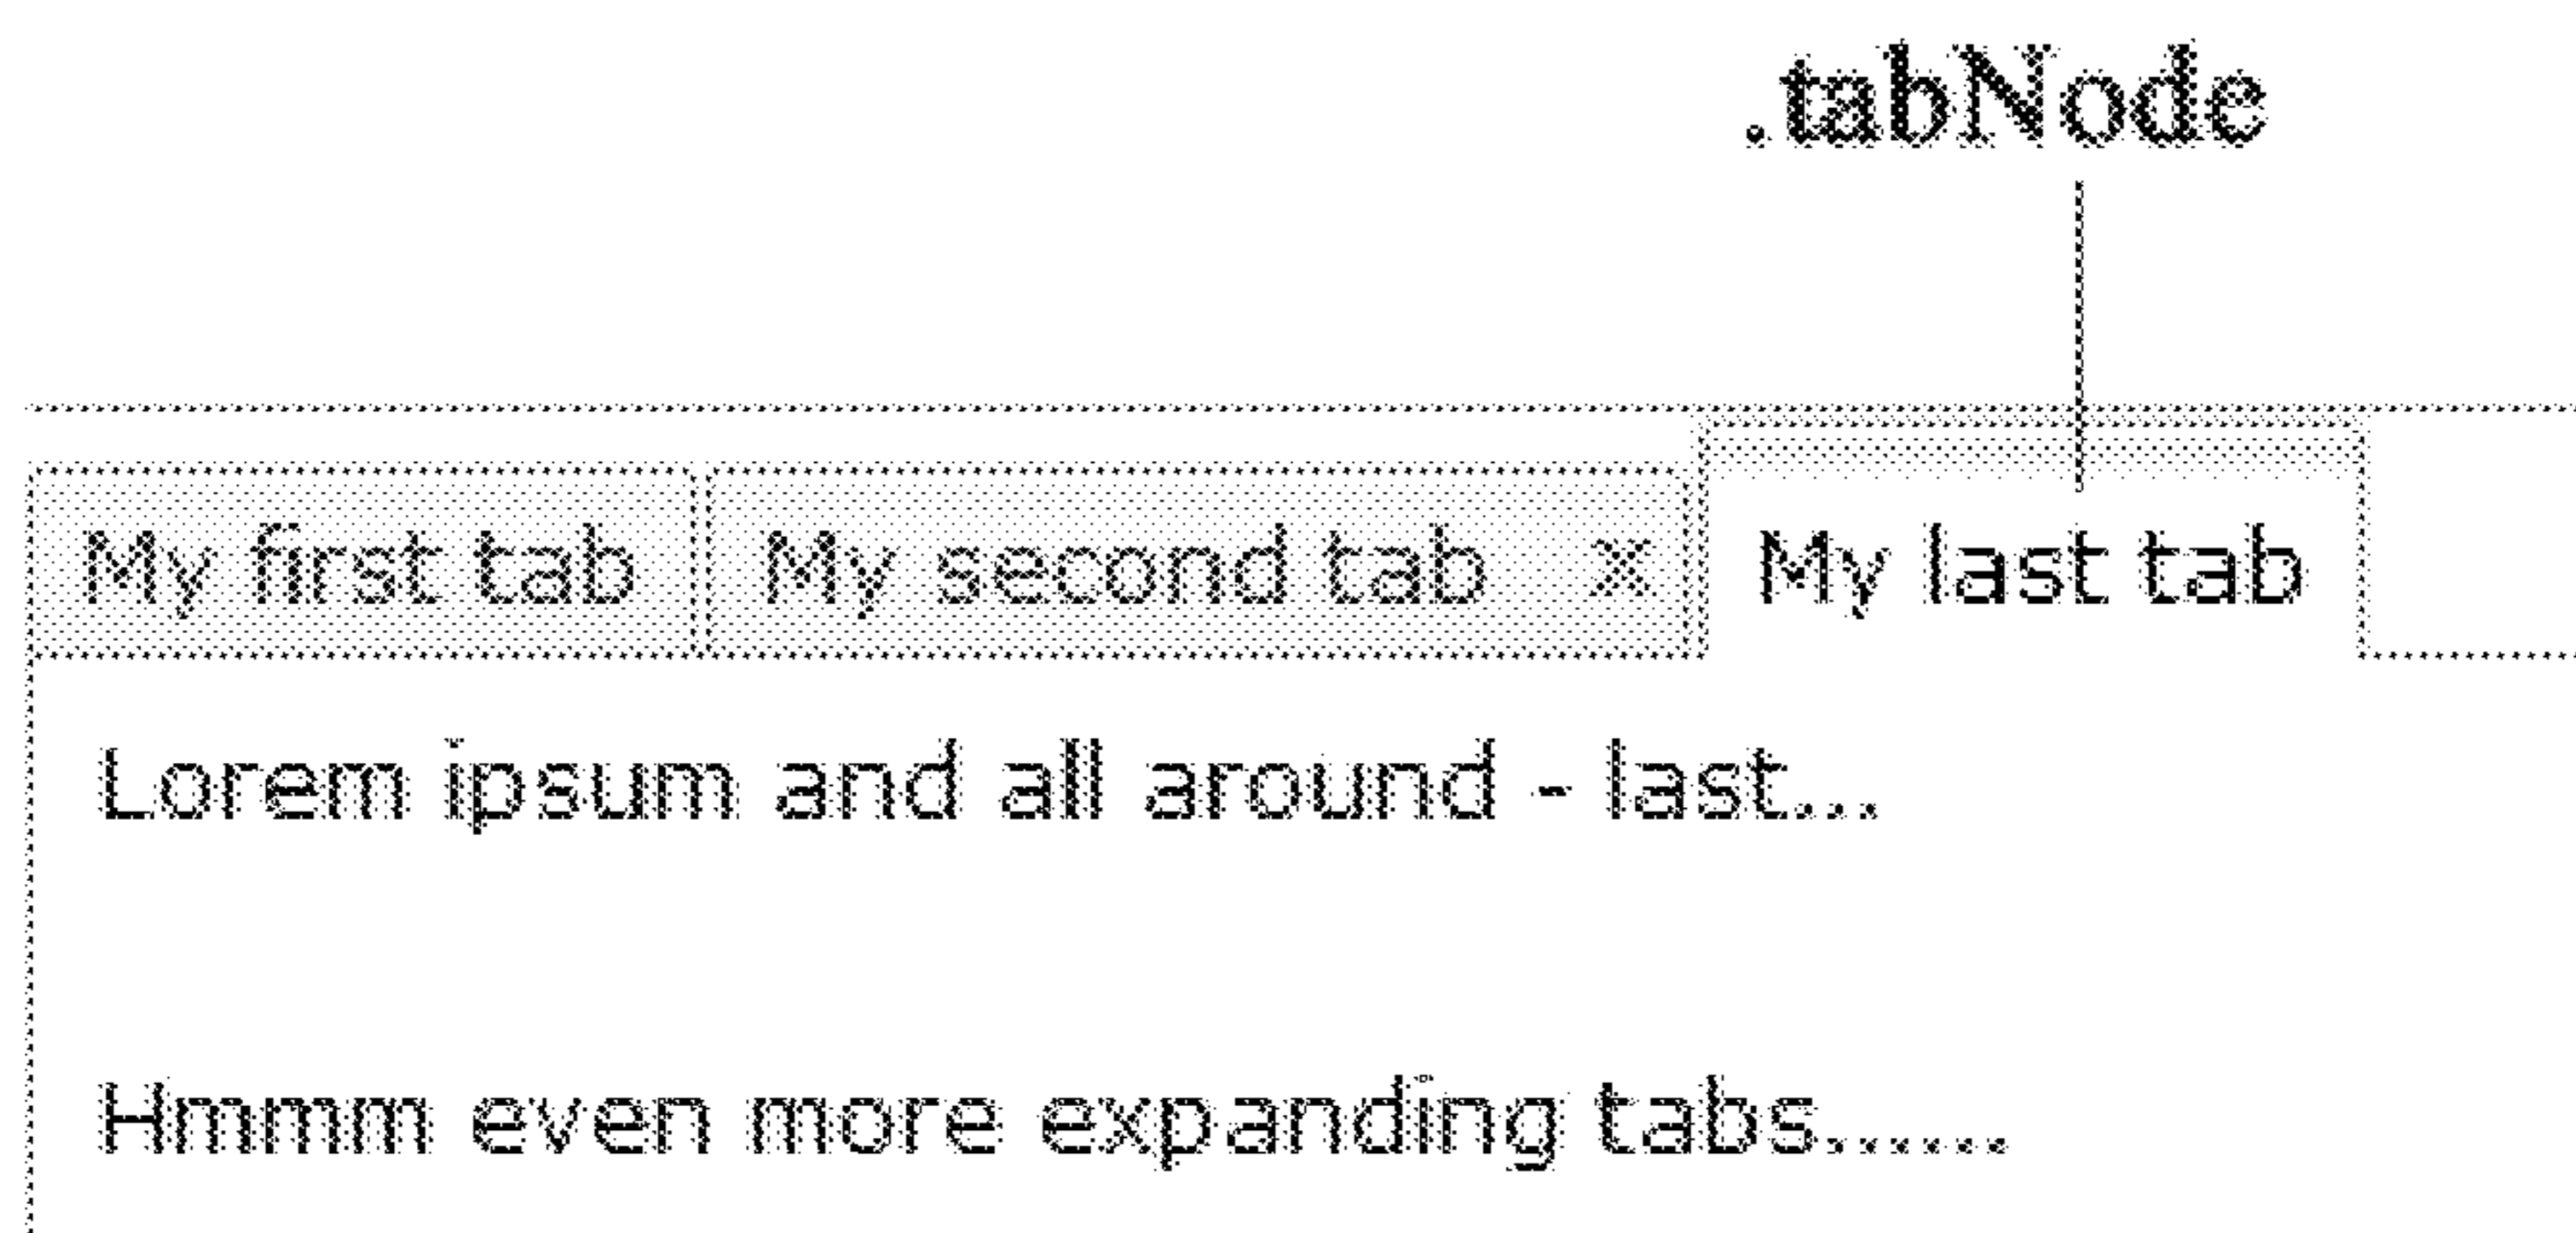 .tabNode
My first tab My second tab x My last tab
Lorem ipsum and all around - last...
Hmmm even more expanding tabs......